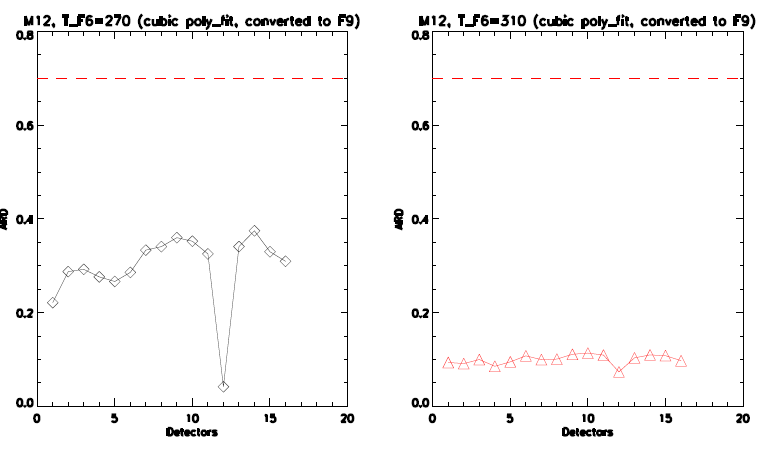 M12, T_F6=270 (cubic poly_fit, converted to F9)
0.8
0.6
0.4
0.2
0.0
ARD
0 5 10 15 20
Detectors
M12, T_F6=310 (cubic poly_fit, converted to F9)
0.8
0.6
0.4
0.2
0.0
ARD
0 5 10 15 20
Detectors